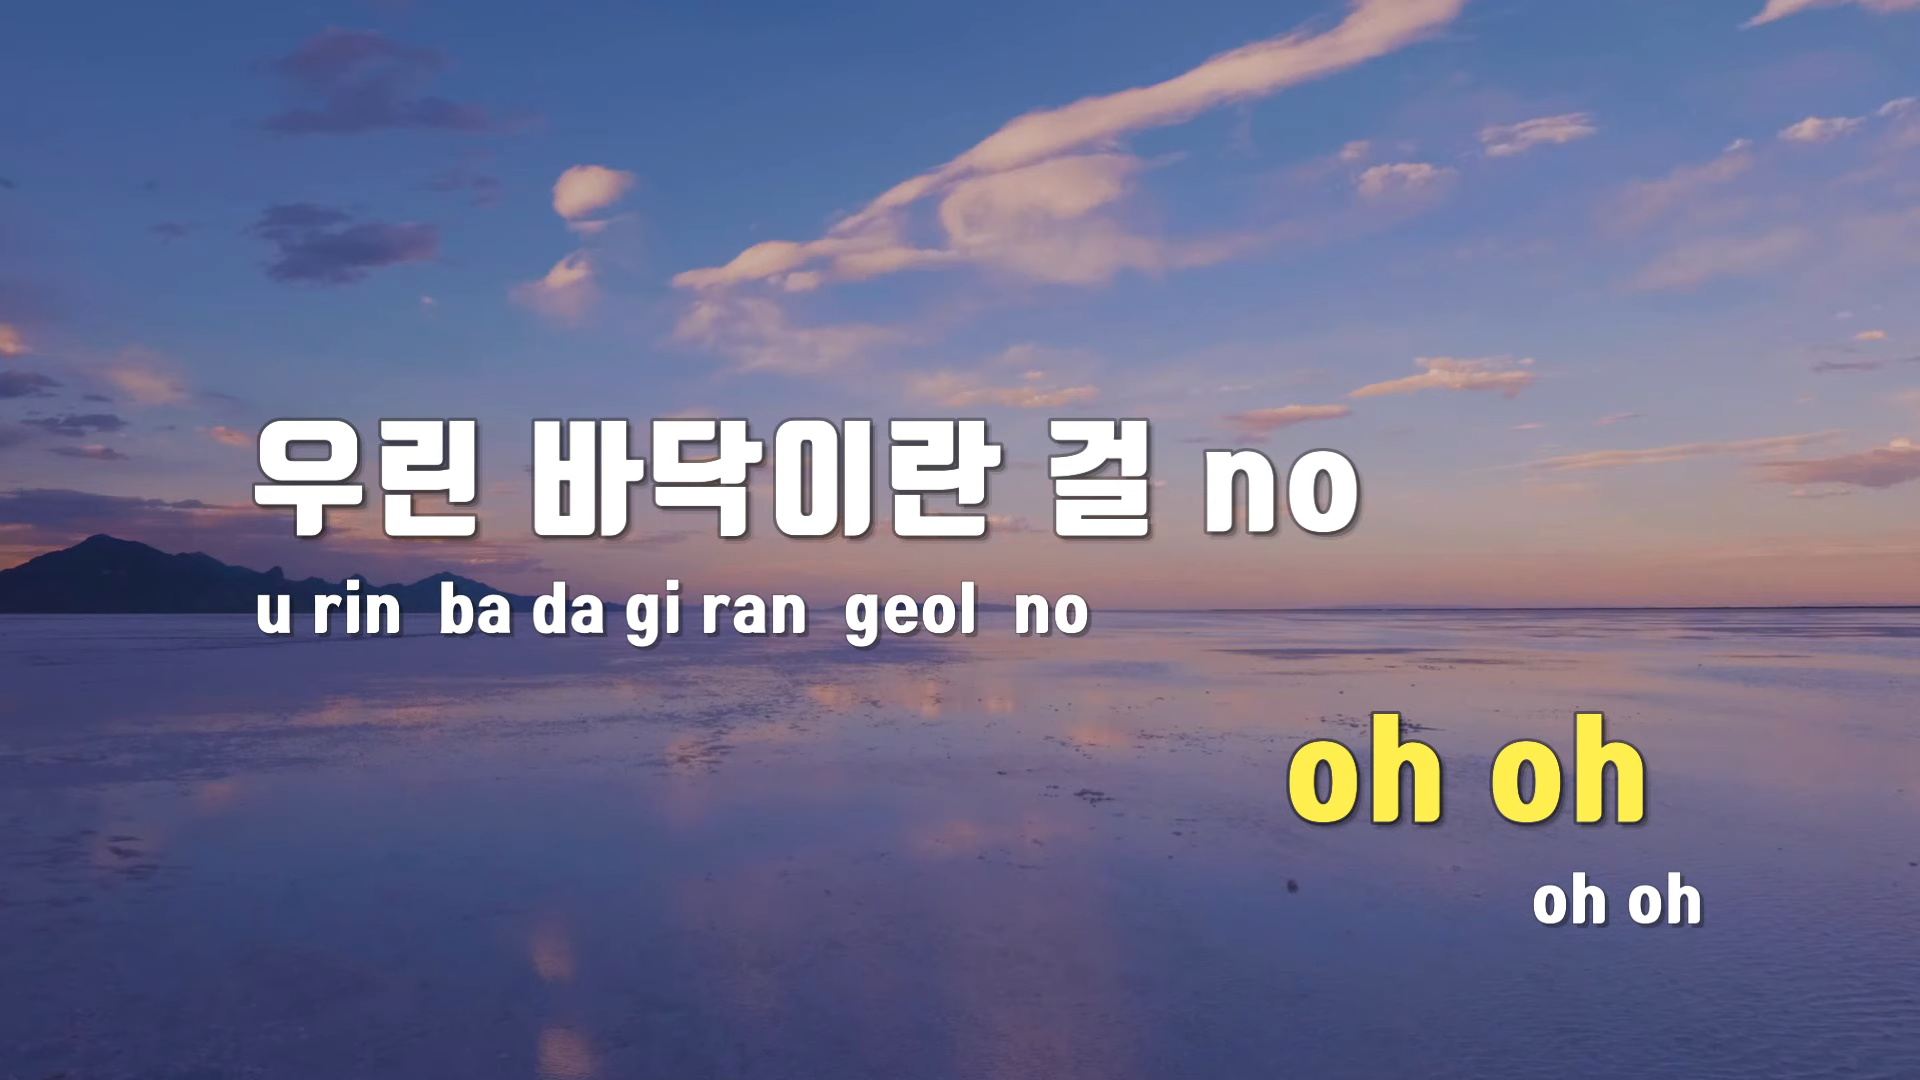 우린 바닥이란 걸 no
u rin ba da gi ran geol no
oh oh
oh oh